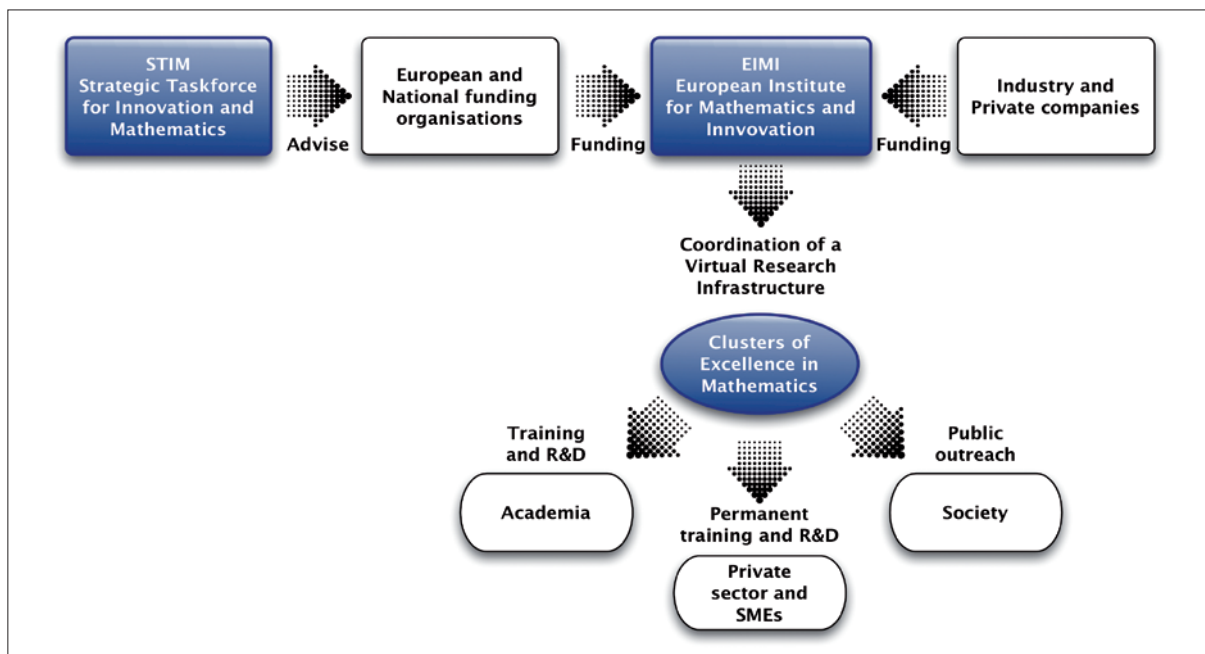 STIM
Strategic Taskforce
for Innovation and
Mathematics
Advise
European and
National funding
organisations
Funding
EIMI
European Institute
for Mathematics and
Innvovation
Funding
Industry and
Private companies
Coordination of a
Virtual Research
Infrastructure
Clusters of
Excellence in
Mathematics
Training
and R&D
Academia
Permanent
training and R&D
Private
sector and
SMEs
Public
outreach
Society